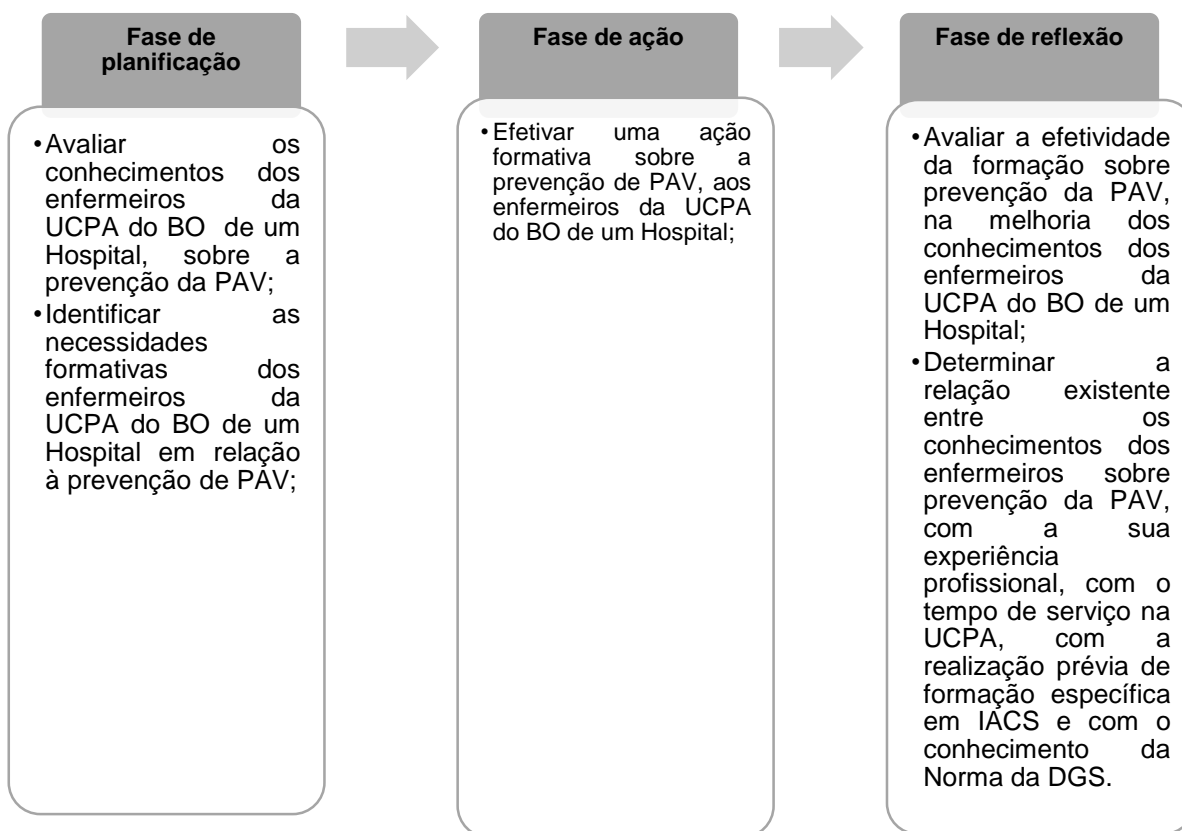 Fase de
planificação
•Avaliar os
conhecimentos dos
enfermeiros da
UCPA do BO de um
Hospital, sobre a
prevenção da PAV;
•Identificar as
necessidades
formativas dos
enfermeiros da
UCPA do BO de um
Hospital em relação
à prevenção de PAV;
Fase de ação
•Efetivar uma ação
formativa sobre a
prevenção de PAV, aos
enfermeiros da UCPA
do BO de um Hospital;
Fase de reflexão
•Avaliar a efetividade
da formação sobre
prevenção da PAV,
na melhoria dos
conhecimentos dos
enfermeiros da
UCPA do BO de um
Hospital;
•Determinar a
relação existente
entre os
conhecimentos dos
enfermeiros sobre
prevenção da PAV,
com a sua
experiência
profissional, com o
tempo de serviço na
UCPA, com a
realização prévia de
formação específica
em IACS e com o
conhecimento da
Norma da DGS.